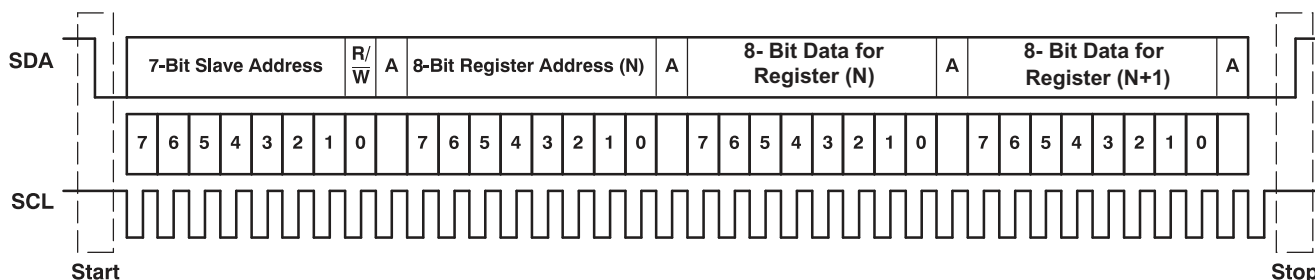 SDA
7-Bit Slave Address
R/
W
A
8-Bit Register Address (N)
A
8- Bit Data for
Register (N)
A
8- Bit Data for
Register (N+1)
A
7 6 5 4 3 2 1 0 7 6 5 4 3 2 1 0 7 6 5 4 3 2 1 0 7 6 5 4 3 2 1 0
SCL
Start
Stop